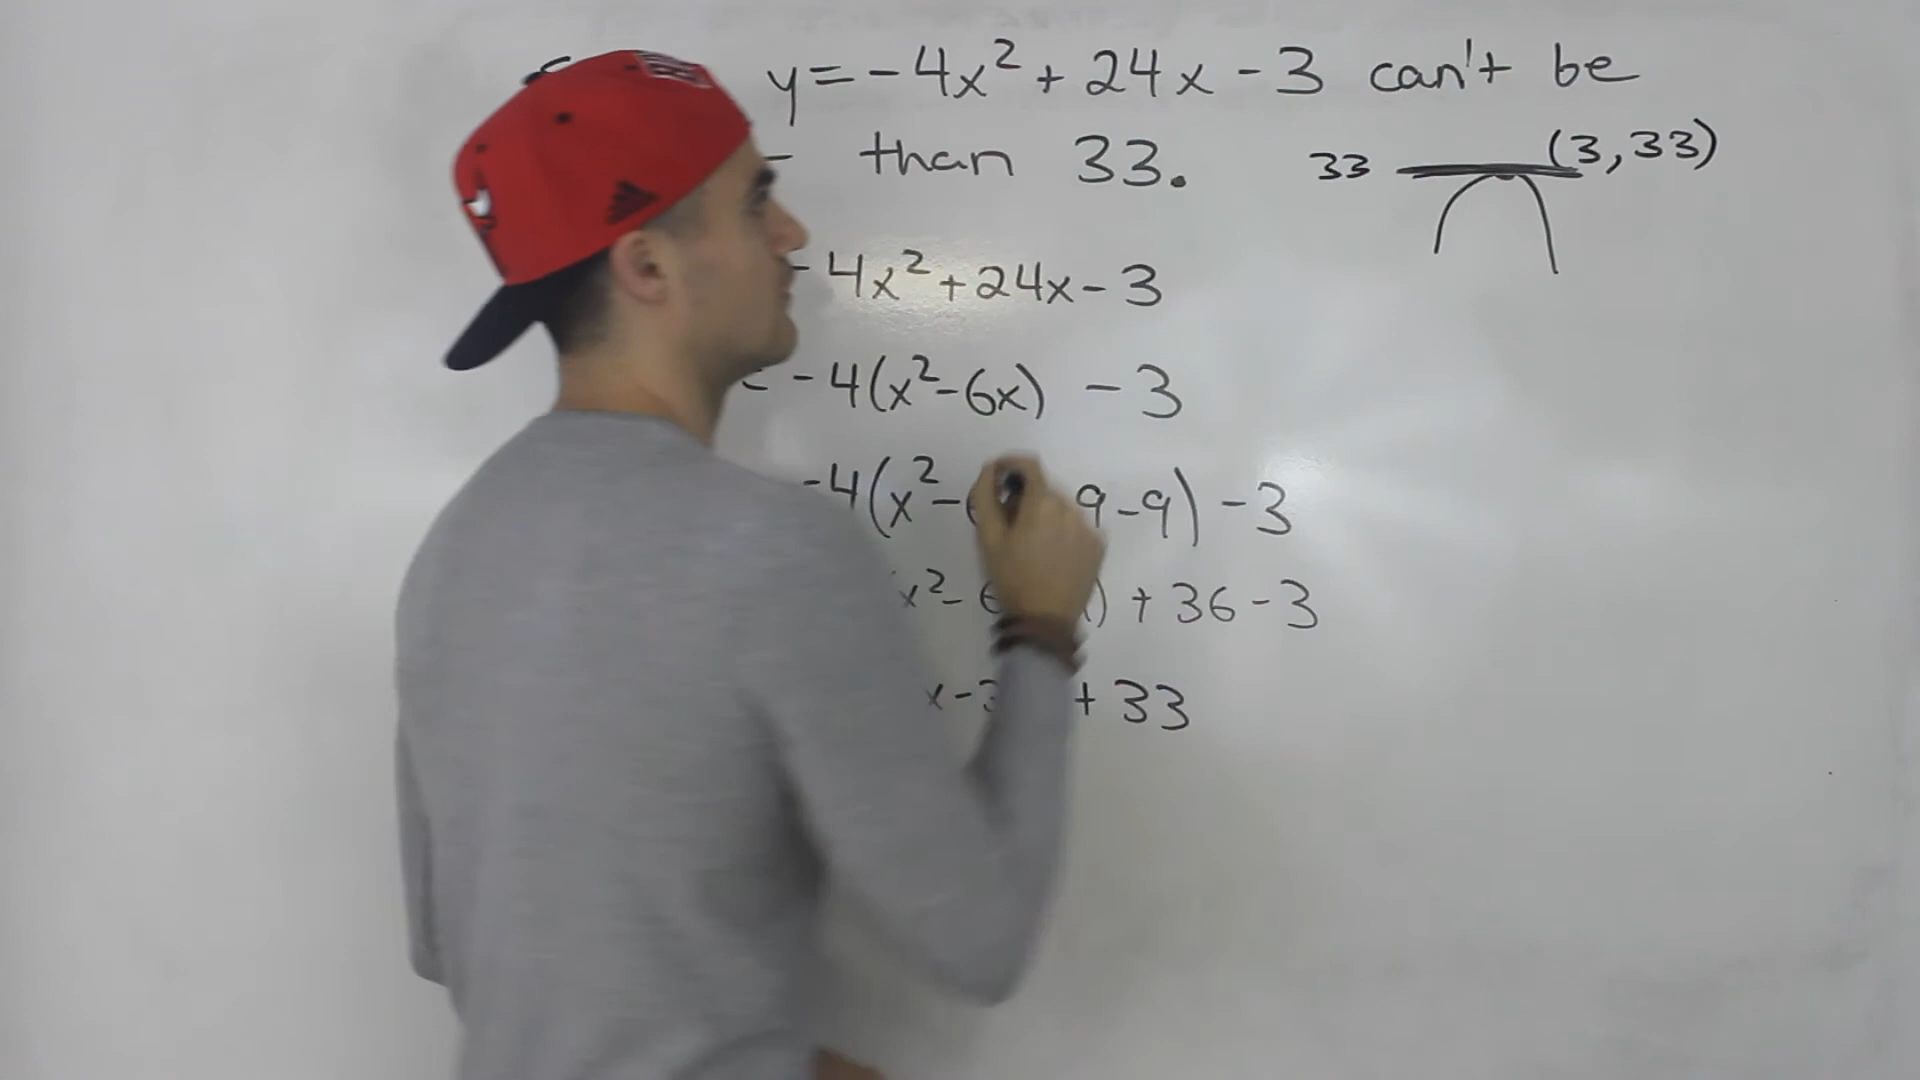 y = -4x² + 24x - 3 can't be
than 33.
33
(3, 33)
-4x² + 24x - 3
= -4(x² - 6x) - 3
-4(x² - 9 - 9) - 3
x² - ) + 36 - 3
x - 3 + 33